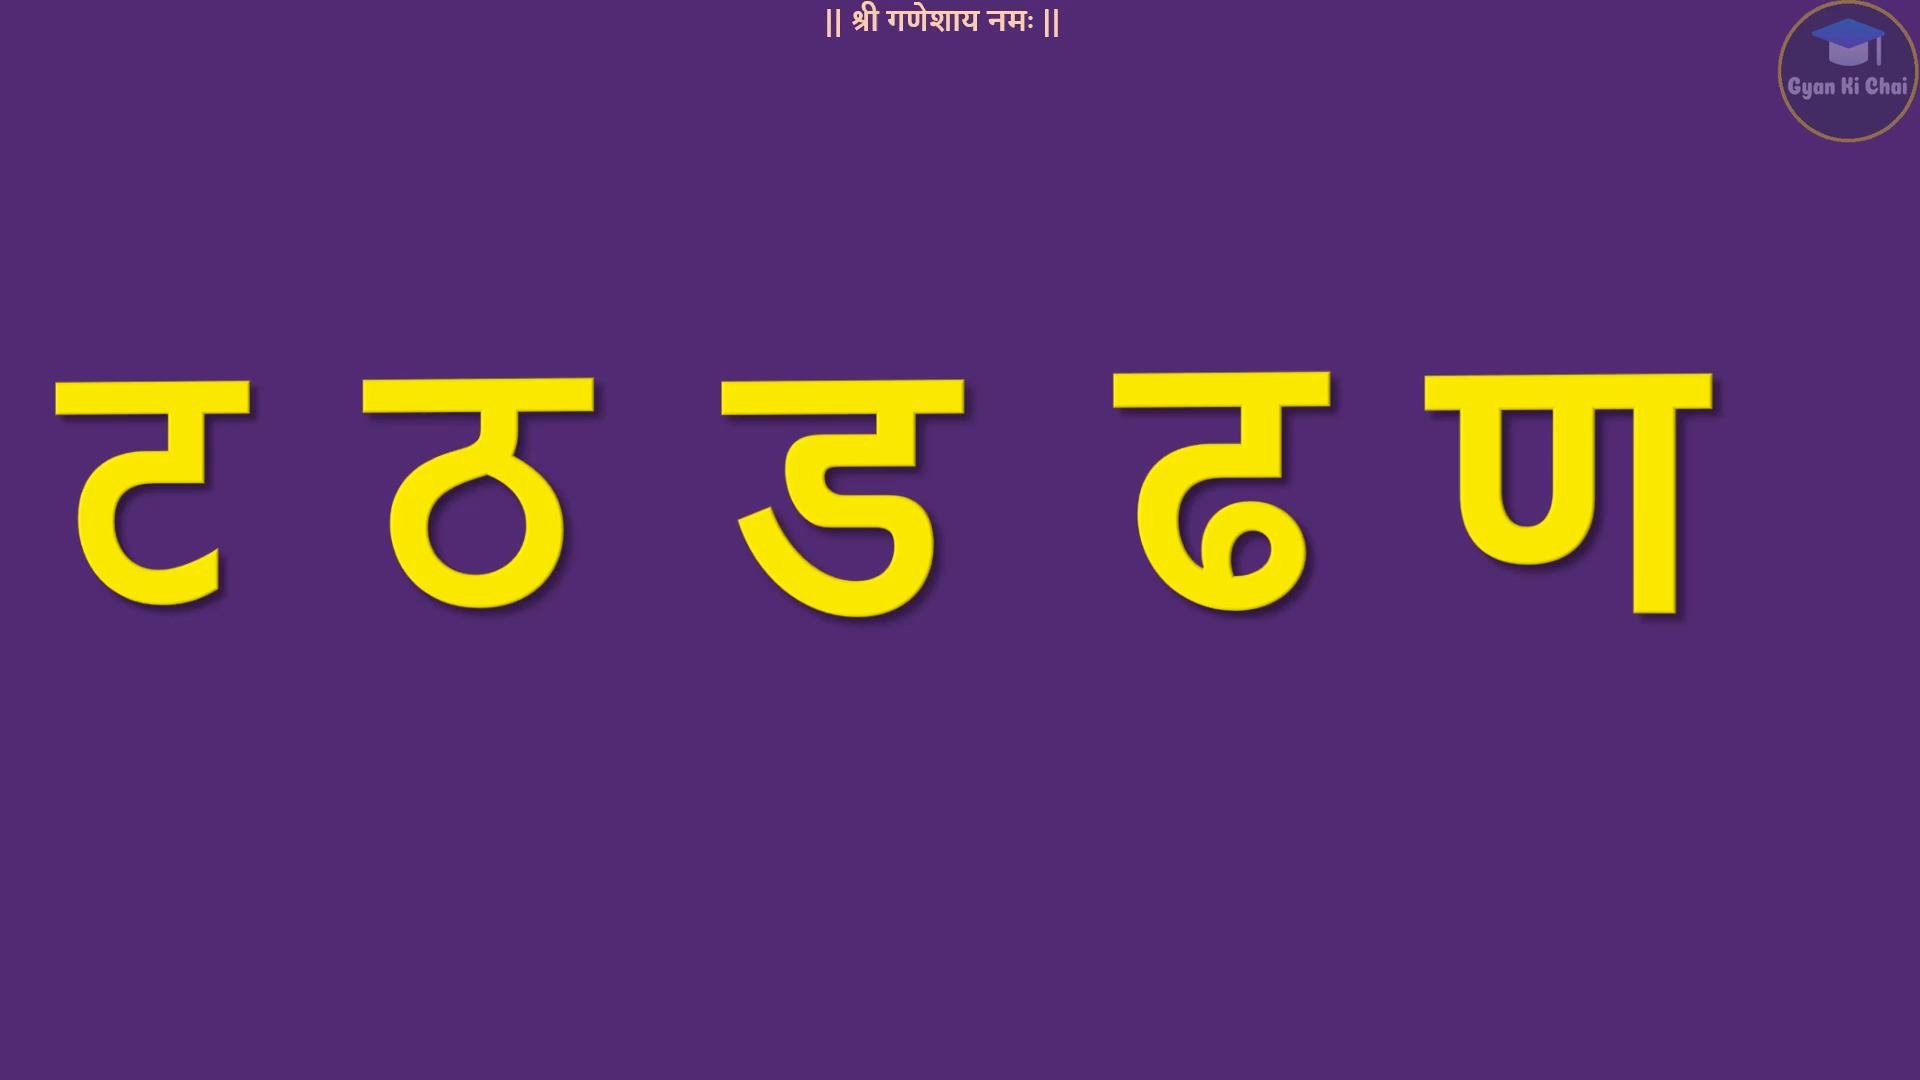 || श्री गणेशाय नमः ||
Gyan Ki Chai
ट ठ ड ढ ण